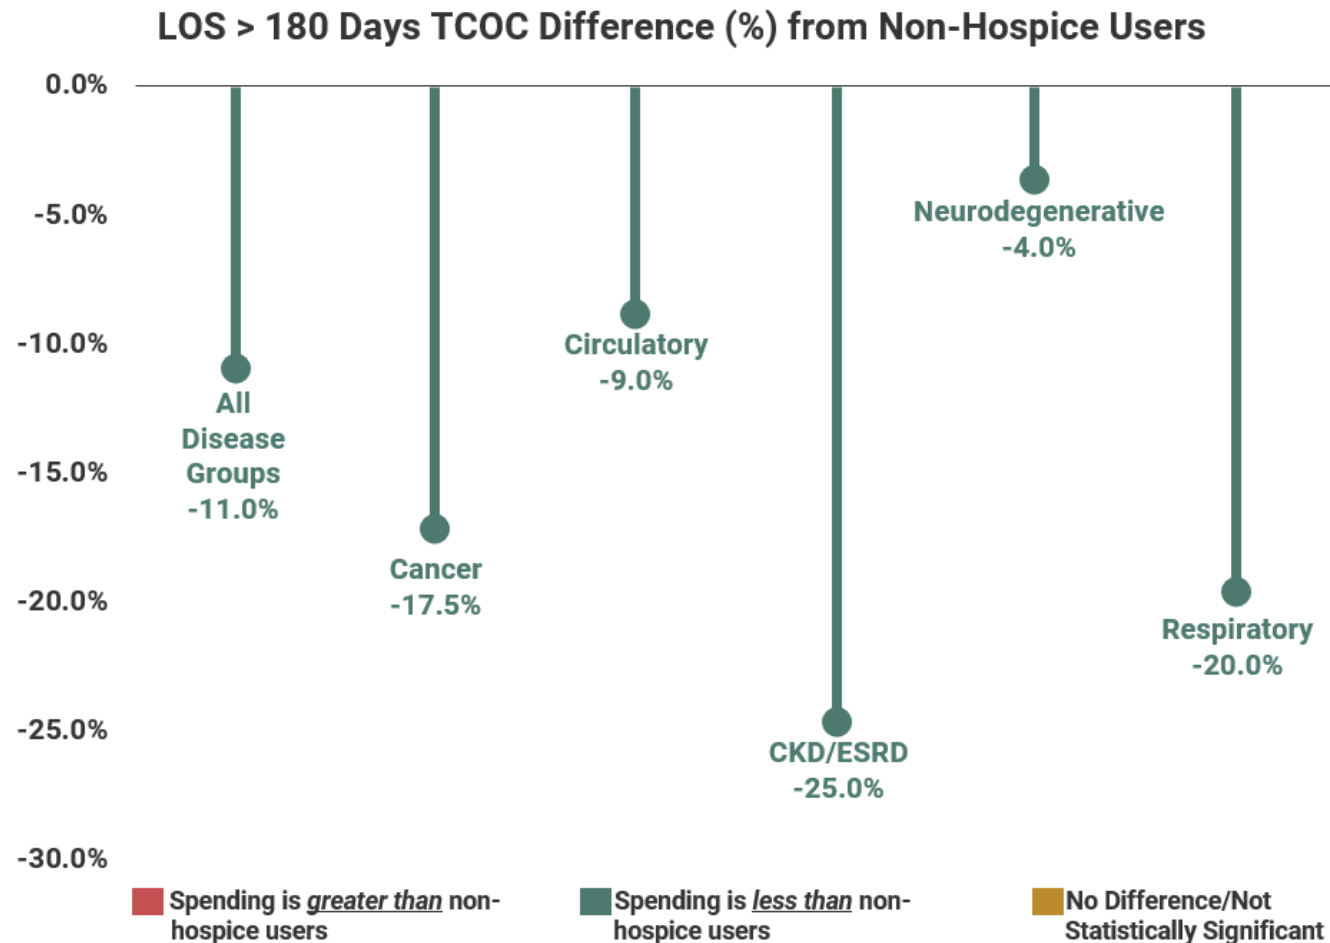 LOS > 180 Days TCOC Difference (%) from Non-Hospice Users
0.0%
-5.0%
-10.0%
-15.0%
-20.0%
-25.0%
-30.0%
All
Disease
Groups
-11.0%
Cancer
-17.5%
Circulatory
-9.0%
CKD/ESRD
-25.0%
Neurodegenerative
-4.0%
Respiratory
-20.0%
Spending is greater than non-
hospice users
Spending is less than non-
hospice users
No Difference/Not
Statistically Significant